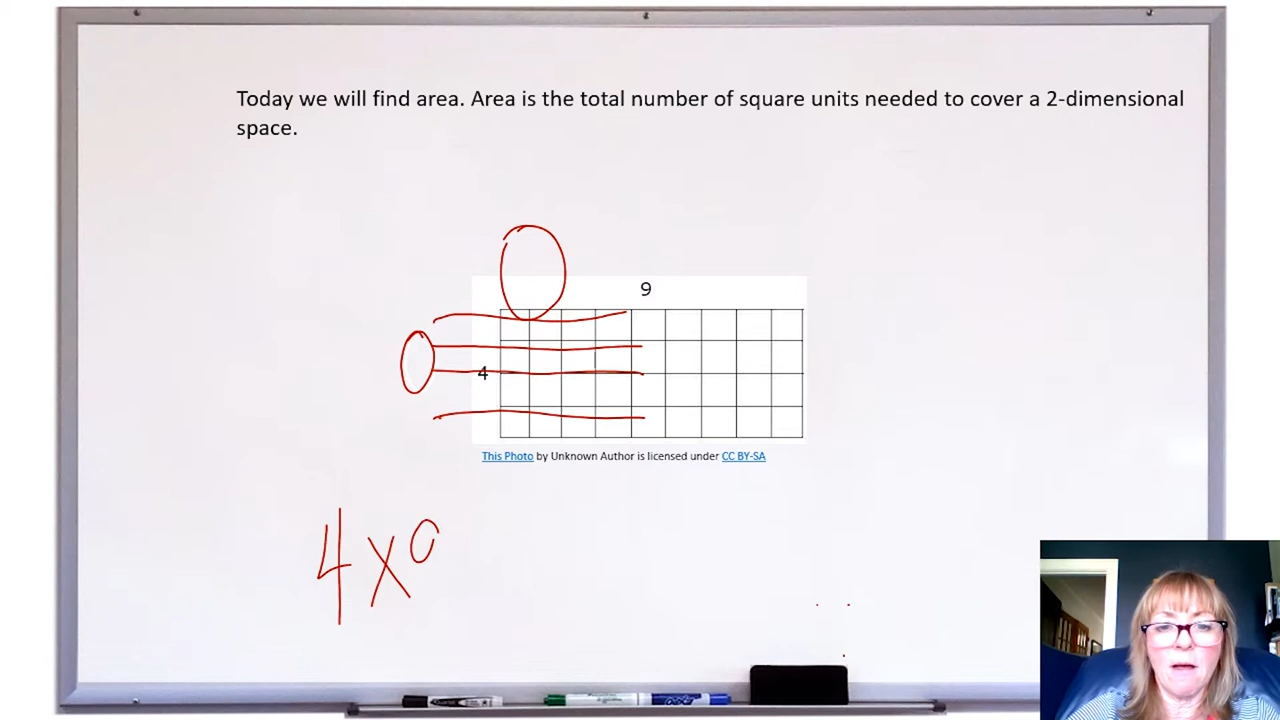 Today we will find area. Area is the total number of square units needed to cover a 2-dimensional
space.
9
4
This Photo by Unknown Author is licensed under CC BY-SA
4 x